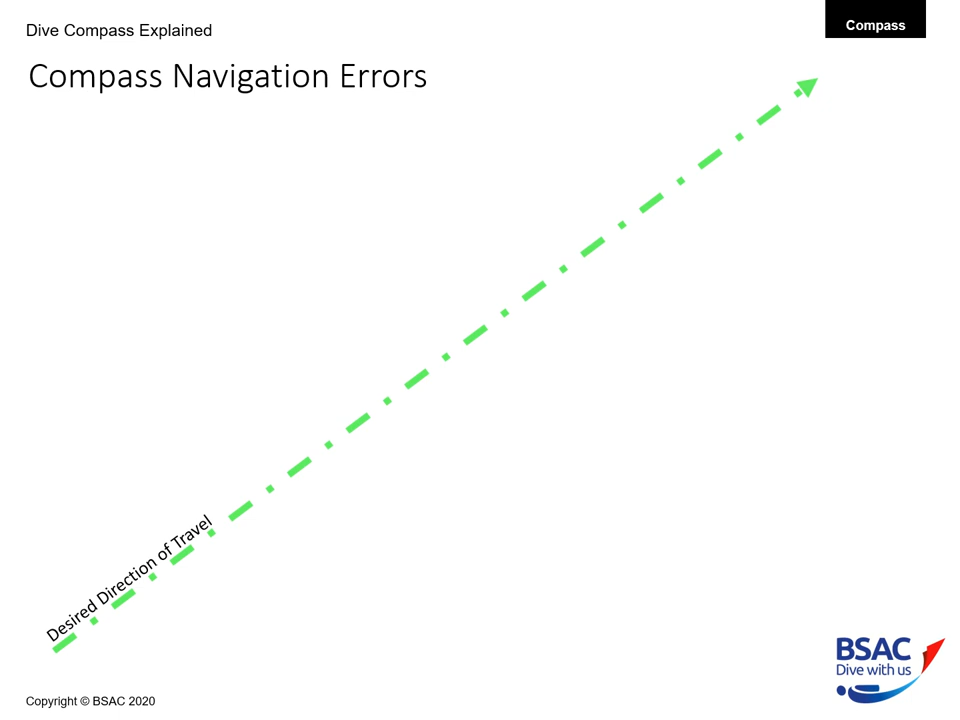 Dive Compass Explained
Compass
Compass Navigation Errors
Desired Direction of Travel
BSAC
Dive with us
Copyright © BSAC 2020